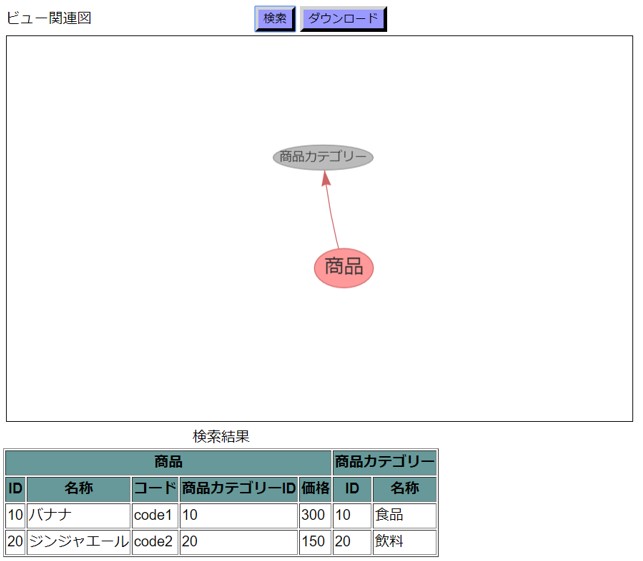 ビュー関連図 検索 ダウンロード
商品カテゴリー
商品
検索結果
商品 商品カテゴリー
ID 名称 コード 商品カテゴリーID 価格 ID 名称
10 バナナ code1 10 300 10 食品
20 ジンジャエール code2 20 150 20 飲料